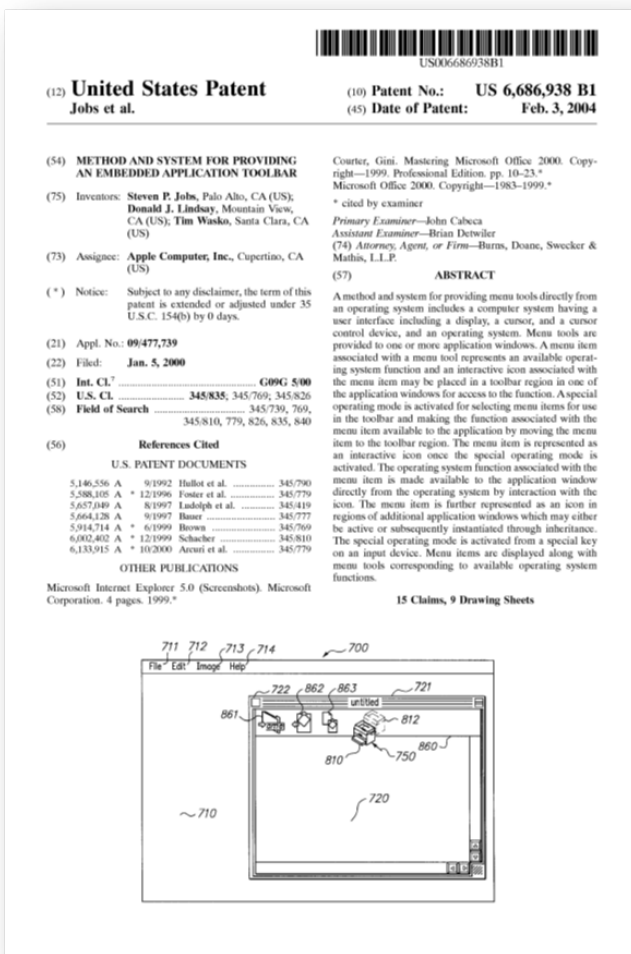 US006686938B1
(12) United States Patent
Jobs et al.
(10) Patent No.: US 6,686,938 B1
(45) Date of Patent: Feb. 3, 2004
(54) METHOD AND SYSTEM FOR PROVIDING
AN EMBEDDED APPLICATION TOOLBAR
(75) Inventors: Steven P. Jobs, Palo Alto, CA (US);
Donald J. Lindsay, Mountain View,
CA (US); Tim Wasko, Santa Clara, CA
(US)
(73) Assignee: Apple Computer, Inc., Cupertino, CA
(US)
( * ) Notice: Subject to any disclaimer, the term of this
patent is extended or adjusted under 35
U.S.C. 154(b) by 0 days.
(21) Appl. No.: 09/477,739
(22) Filed: Jan. 5, 2000
(51) Int. Cl.7 ................................ G09G 5/00
(52) U.S. Cl. ..................... 345/835; 345/769; 345/826
(58) Field of Search ........................... 345/739, 769,
345/810, 779, 826, 835, 840
(56) References Cited
U.S. PATENT DOCUMENTS
5,146,556 A 9/1992 Hullot et al. ............... 345/790
5,588,105 A * 12/1996 Foster et al. ............... 345/779
5,657,049 A 8/1997 Ludolph et al. ............ 345/419
5,664,128 A * 9/1997 Bauer ....................... 345/777
5,914,714 A * 6/1999 Brown ...................... 345/769
6,002,402 A * 12/1999 Schacher ................... 345/810
6,133,915 A * 10/2000 Arcuri et al. ............... 345/779
OTHER PUBLICATIONS
Microsoft Internet Explorer 5.0 (Screenshots). Microsoft
Corporation. 4 pages. 1999.*
Courter, Gini. Mastering Microsoft Office 2000. Copy-
right—1999. Professional Edition. pp. 10–23.*
Microsoft Office 2000. Copyright—1983–1999.*
* cited by examiner
Primary Examiner—John Cabeca
Assistant Examiner—Brian Detwiler
(74) Attorney, Agent, or Firm—Burns, Doane, Swecker &
Mathis, L.L.P.
(57) ABSTRACT
A method and system for providing menu tools directly from
an operating system includes a computer system having a
user interface including a display, a cursor, and a cursor
control device, and an operating system. Menu tools are
provided to one or more application windows. A menu item
associated with a menu tool represents an available operat-
ing system function and an interactive icon associated with
the menu item may be placed in a toolbar region in one of
the application windows for access to the function. A special
operating mode is activated for selecting menu items for use
in the toolbar and making the function associated with the
menu item available to the application by moving the menu
item to the toolbar region. The menu item is represented as
an interactive icon once the special operating mode is
activated. The operating system function associated with the
menu item is made available to the application window
directly from the operating system by interaction with the
icon. The menu item is further represented as an icon in
regions of additional application windows which may either
be active or subsequently instantiated through inheritance.
The special operating mode is activated from a special key
on an input device. Menu items are displayed along with
menu tools corresponding to available operating system
functions.
15 Claims, 9 Drawing Sheets
711 712 713 714 700
File Edit Image Help
722 862 863 721
untitled
861 812
810 750 860
720
710